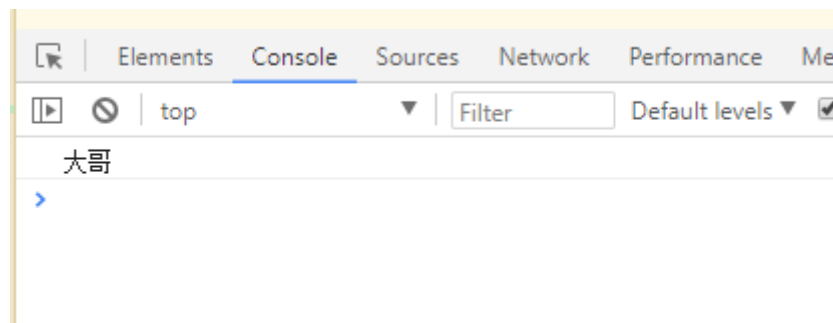 Elements Console Sources Network Performance Me
top Filter Default levels
大哥